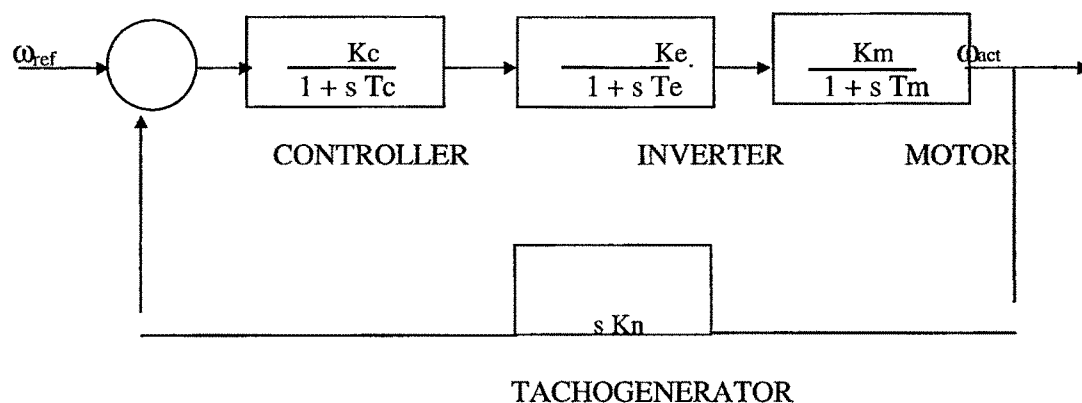 ωref
Kc
1 + s Tc
Ke.
1 + s Te
Km
1 + s Tm
ωact
CONTROLLER
INVERTER
MOTOR
s Kn
TACHOGENERATOR